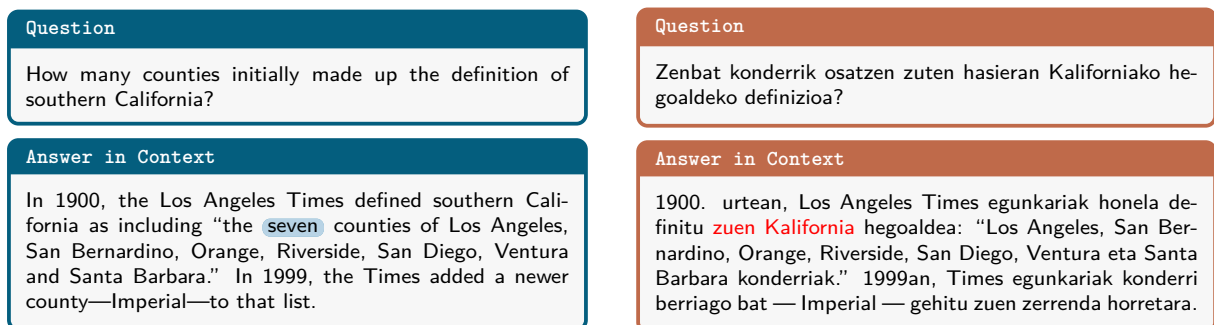 Question
How many counties initially made up the definition of
southern California?
Answer in Context
In 1900, the Los Angeles Times defined southern Cali-
fornia as including “the seven counties of Los Angeles,
San Bernardino, Orange, Riverside, San Diego, Ventura
and Santa Barbara.” In 1999, the Times added a newer
county—Imperial—to that list.
Question
Zenbat konderrik osatzen zuten hasieran Kaliforniako he-
goaldeko definizioa?
Answer in Context
1900. urtean, Los Angeles Times egunkariak honela de-
finitu zuen Kalifornia hegoaldea: “Los Angeles, San Ber-
nardino, Orange, Riverside, San Diego, Ventura eta Santa
Barbara konderriak.” 1999an, Times egunkariak konderri
berriago bat — Imperial — gehitu zuen zerrenda horretara.